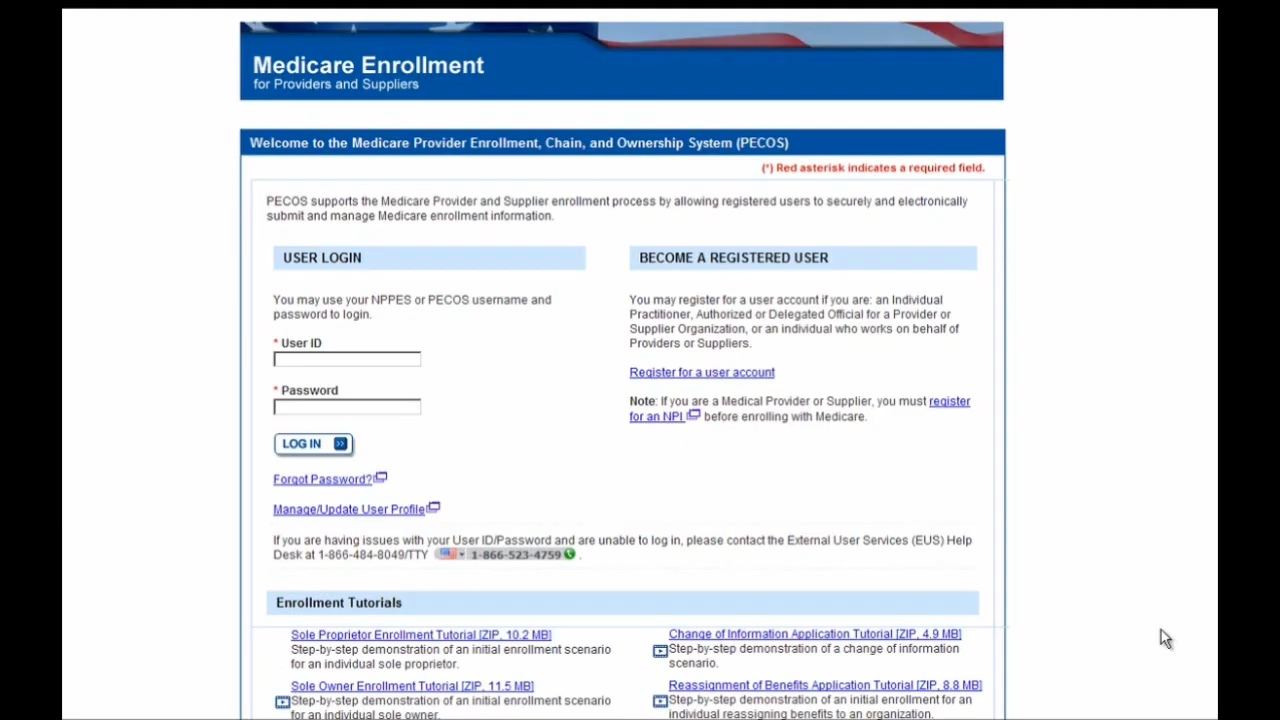 Medicare Enrollment
for Providers and Suppliers
Welcome to the Medicare Provider Enrollment, Chain, and Ownership System (PECOS)
(*) Red asterisk indicates a required field.
PECOS supports the Medicare Provider and Supplier enrollment process by allowing registered users to securely and electronically
submit and manage Medicare enrollment information.
USER LOGIN
You may use your NPPES or PECOS username and
password to login.
* User ID
* Password
LOG IN
Forgot Password?
Manage/Update User Profile
BECOME A REGISTERED USER
You may register for a user account if you are: an Individual
Practitioner, Authorized or Delegated Official for a Provider or
Supplier Organization, or an individual who works on behalf of
Providers or Suppliers.
Register for a user account
Note: If you are a Medical Provider or Supplier, you must register
for an NPI before enrolling with Medicare.
If you are having issues with your User ID/Password and are unable to log in, please contact the External User Services (EUS) Help
Desk at 1-866-484-8049/TTY 1-866-523-4759 .
Enrollment Tutorials
Sole Proprietor Enrollment Tutorial [ZIP, 10.2 MB]
Step-by-step demonstration of an initial enrollment scenario
for an individual sole proprietor.
Sole Owner Enrollment Tutorial [ZIP, 11.5 MB]
Step-by-step demonstration of an initial enrollment scenario
for an individual sole owner.
Change of Information Application Tutorial [ZIP, 4.9 MB]
Step-by-step demonstration of a change of information
scenario.
Reassignment of Benefits Application Tutorial [ZIP, 8.8 MB]
Step-by-step demonstration of an initial enrollment for an
individual reassigning benefits to an organization.